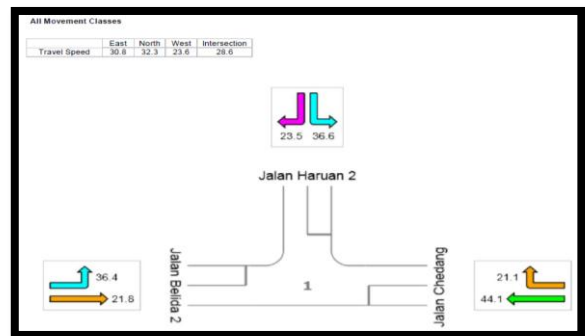 All Movement Classes
East North West Intersection
Travel Speed 30.8 32.3 23.6 28.6
23.5 36.6
Jalan Haruan 2
Jalan Belida 2
36.4
21.8
1
Jalan Chedang
21.1
44.1